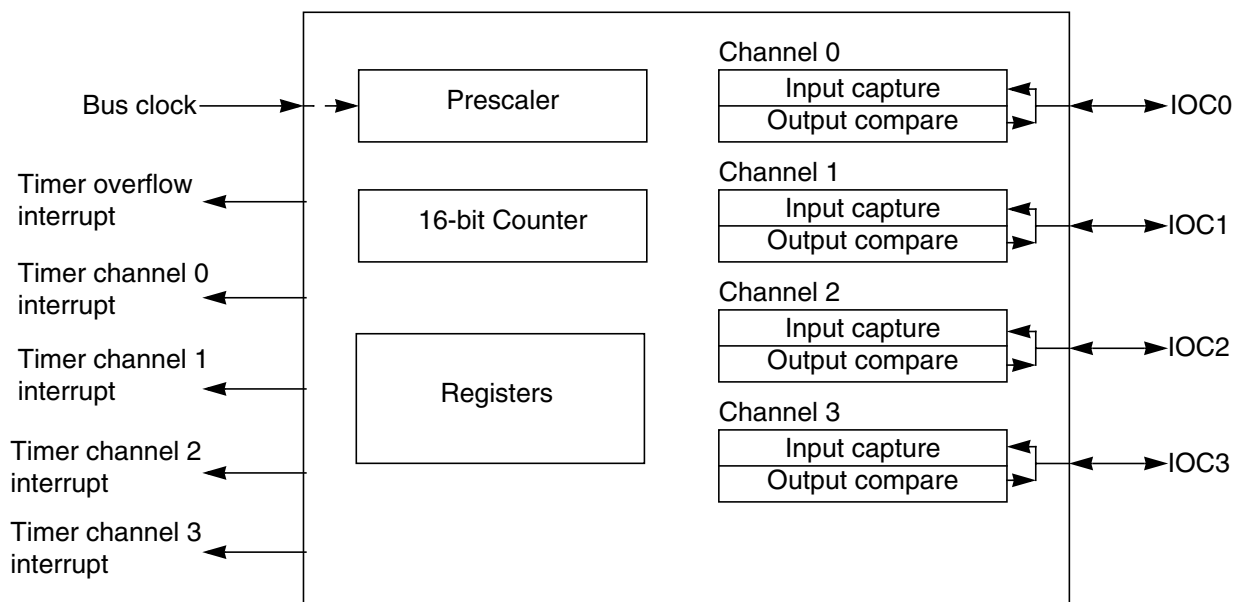 Bus clock
Timer overflow
interrupt
Timer channel 0
interrupt
Timer channel 1
interrupt
Timer channel 2
interrupt
Timer channel 3
interrupt
Prescaler
16-bit Counter
Registers
Channel 0
Input capture
Output compare
IOC0
Channel 1
Input capture
Output compare
IOC1
Channel 2
Input capture
Output compare
IOC2
Channel 3
Input capture
Output compare
IOC3